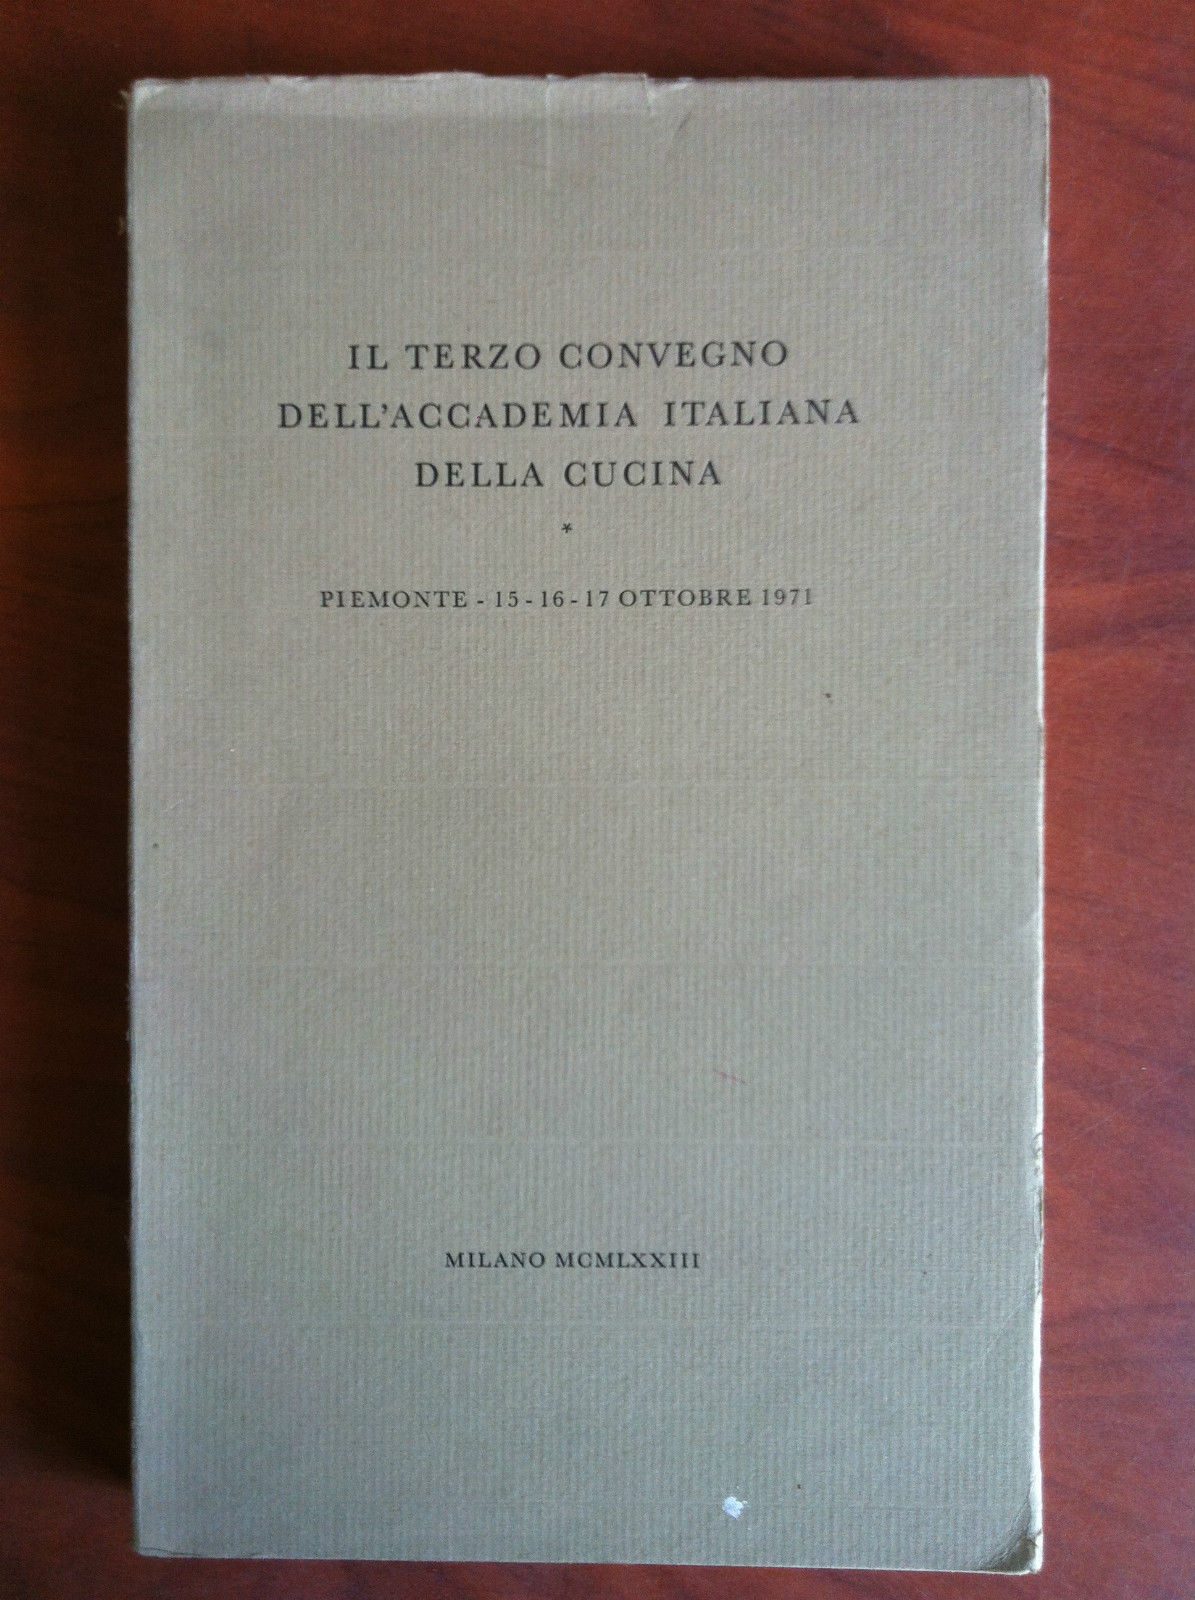 IL TERZO CONVEGNO
DELL'ACCADEMIA ITALIANA
DELLA CUCINA
*
PIEMONTE - 15 - 16 - 17 OTTOBRE 1971
MILANO MCMLXXIII